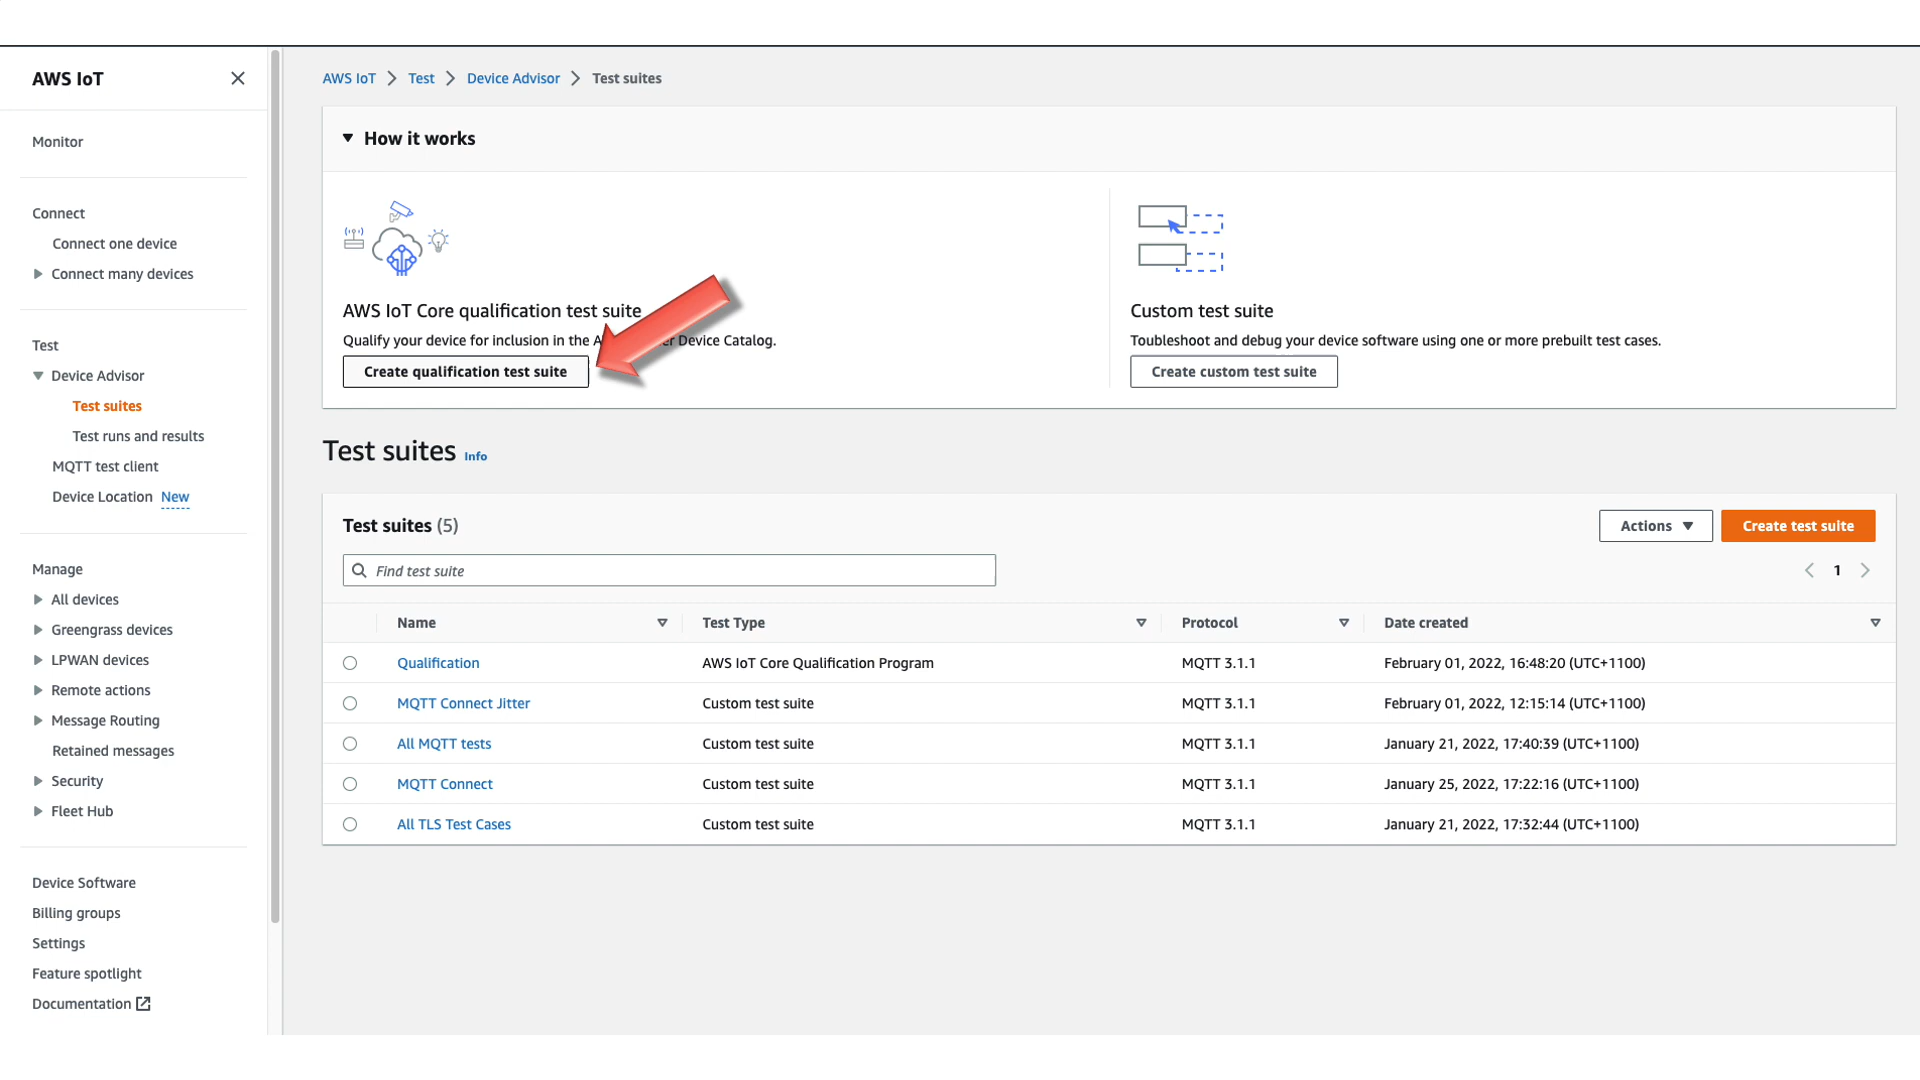 AWS IoT
Monitor
Connect
Connect one device
Connect many devices
Test
Device Advisor
Test suites
Test runs and results
MQTT test client
Device Location New
Manage
All devices
Greengrass devices
LPWAN devices
Remote actions
Message Routing
Retained messages
Security
Fleet Hub
Device Software
Billing groups
Settings
Feature spotlight
Documentation
AWS IoT > Test > Device Advisor > Test suites
How it works
AWS IoT Core qualification test suite
Qualify your device for inclusion in the Device Catalog.
Create qualification test suite
Custom test suite
Toubleshoot and debug your device software using one or more prebuilt test cases.
Create custom test suite
Test suites Info
Test suites (5)
Actions
Create test suite
Find test suite
1
Name Test Type Protocol Date created
Qualification AWS IoT Core Qualification Program MQTT 3.1.1 February 01, 2022, 16:48:20 (UTC+1100)
MQTT Connect Jitter Custom test suite MQTT 3.1.1 February 01, 2022, 12:15:14 (UTC+1100)
All MQTT tests Custom test suite MQTT 3.1.1 January 21, 2022, 17:40:39 (UTC+1100)
MQTT Connect Custom test suite MQTT 3.1.1 January 25, 2022, 17:22:16 (UTC+1100)
All TLS Test Cases Custom test suite MQTT 3.1.1 January 21, 2022, 17:32:44 (UTC+1100)